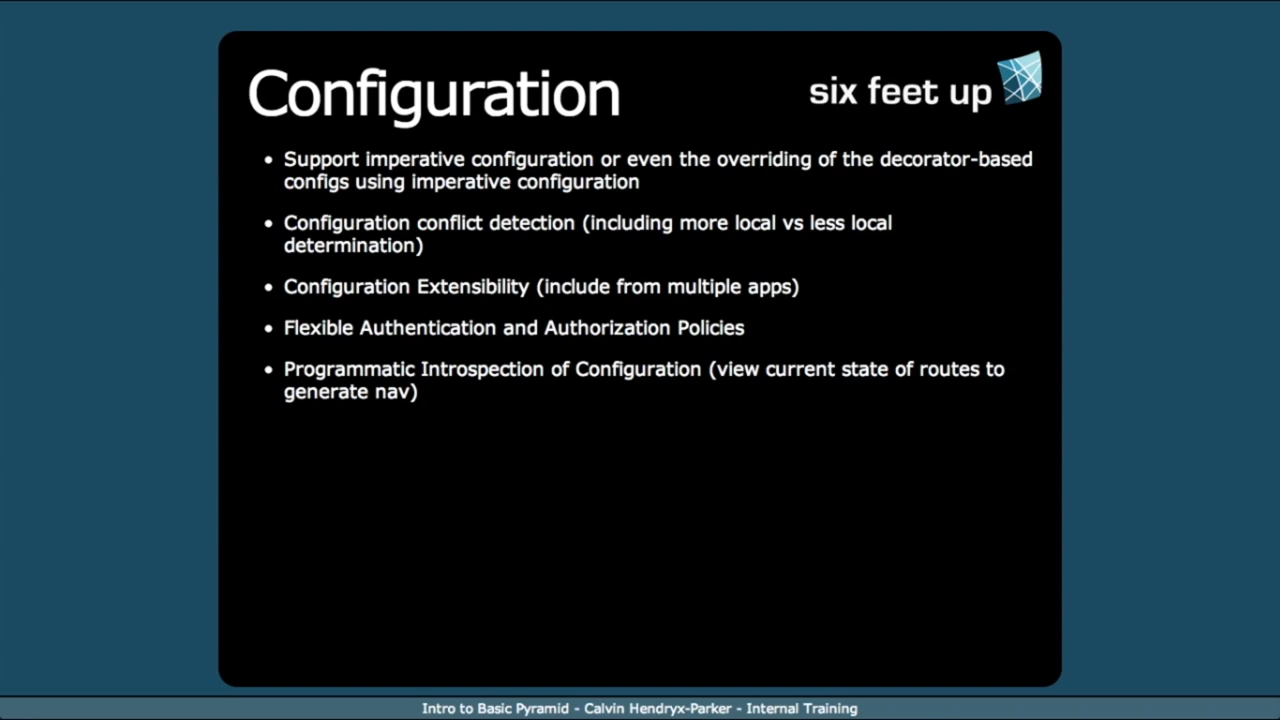 Configuration
six feet up
• Support imperative configuration or even the overriding of the decorator-based
configs using imperative configuration
• Configuration conflict detection (including more local vs less local
determination)
• Configuration Extensibility (include from multiple apps)
• Flexible Authentication and Authorization Policies
• Programmatic Introspection of Configuration (view current state of routes to
generate nav)
Intro to Basic Pyramid - Calvin Hendryx-Parker - Internal Training